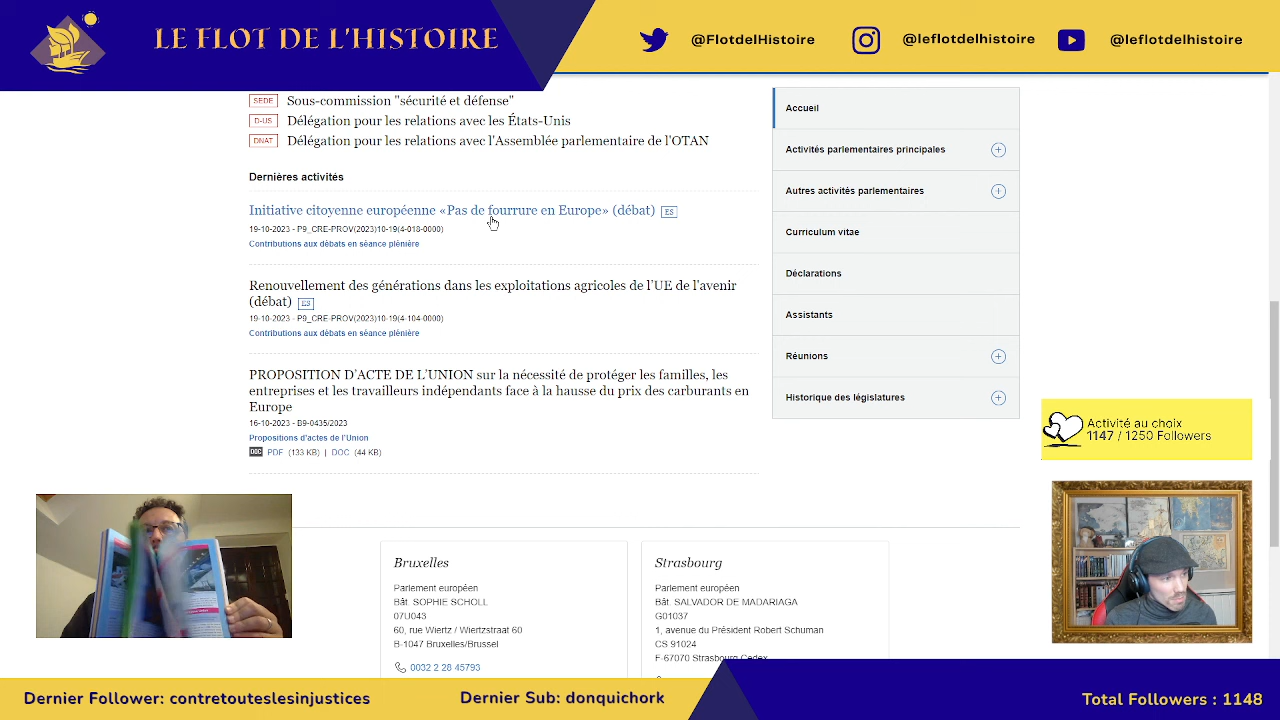 LE FLOT DE L'HISTOIRE
@FlotdelHistoire
@leflotdelhistoire
@leflotdelhistoire
SEDE Sous-commission "sécurité et défense"
D-US Délégation pour les relations avec les États-Unis
DNAT Délégation pour les relations avec l'Assemblée parlementaire de l'OTAN
Dernières activités
Initiative citoyenne européenne «Pas de fourrure en Europe» (débat) ES
19-10-2023 - P9_CRE-PROV(2023)10-19(4-018-0000)
Contributions aux débats en séance plénière
Renouvellement des générations dans les exploitations agricoles de l'UE de l'avenir
(débat) ES
19-10-2023 - P9_CRE-PROV(2023)10-19(4-104-0000)
Contributions aux débats en séance plénière
PROPOSITION D'ACTE DE L'UNION sur la nécessité de protéger les familles, les
entreprises et les travailleurs indépendants face à la hausse du prix des carburants en
Europe
16-10-2023 - B9-0435/2023
Propositions d'actes de l'Union
DOC PDF (133 KB) | DOC (44 KB)
Accueil
Activités parlementaires principales
Autres activités parlementaires
Curriculum vitae
Déclarations
Assistants
Réunions
Historique des législatures
Activité au choix
1147 / 1250 Followers
Bruxelles
Parlement européen
Bât. SOPHIE SCHOLL
07U043
60, rue Wiertz / Wiertzstraat 60
B-1047 Bruxelles/Brussel
0032 2 28 45793
Strasbourg
Parlement européen
Bât. SALVADOR DE MADARIAGA
G01037
1, avenue du Président Robert Schuman
CS 91024
F-67070 Strasbourg Cedex
Dernier Follower: contretouteslesinjustices
Dernier Sub: donquichork
Total Followers : 1148